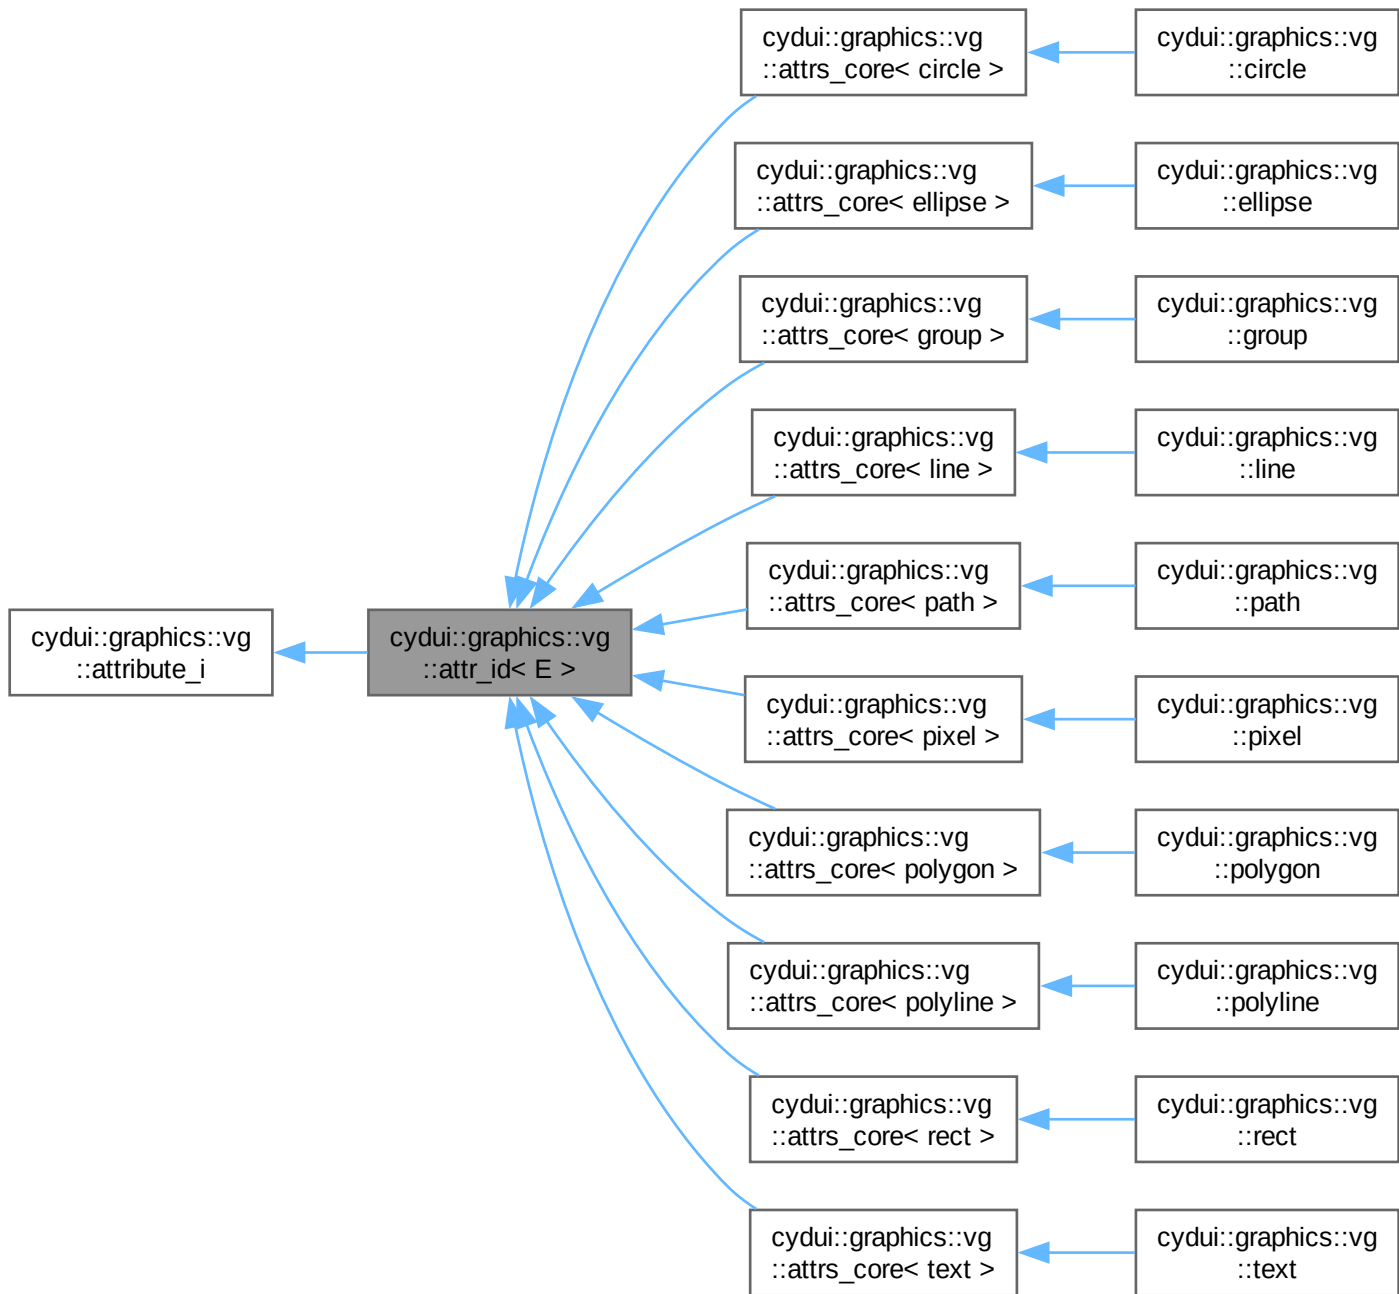 cydui::graphics::vg
::attrs_core< circle >
cydui::graphics::vg
::circle
cydui::graphics::vg
::attrs_core< ellipse >
cydui::graphics::vg
::ellipse
cydui::graphics::vg
::attrs_core< group >
cydui::graphics::vg
::group
cydui::graphics::vg
::attrs_core< line >
cydui::graphics::vg
::line
cydui::graphics::vg
::attrs_core< path >
cydui::graphics::vg
::path
cydui::graphics::vg
::attribute_i
cydui::graphics::vg
::attr_id< E >
cydui::graphics::vg
::attrs_core< pixel >
cydui::graphics::vg
::pixel
cydui::graphics::vg
::attrs_core< polygon >
cydui::graphics::vg
::polygon
cydui::graphics::vg
::attrs_core< polyline >
cydui::graphics::vg
::polyline
cydui::graphics::vg
::attrs_core< rect >
cydui::graphics::vg
::rect
cydui::graphics::vg
::attrs_core< text >
cydui::graphics::vg
::text